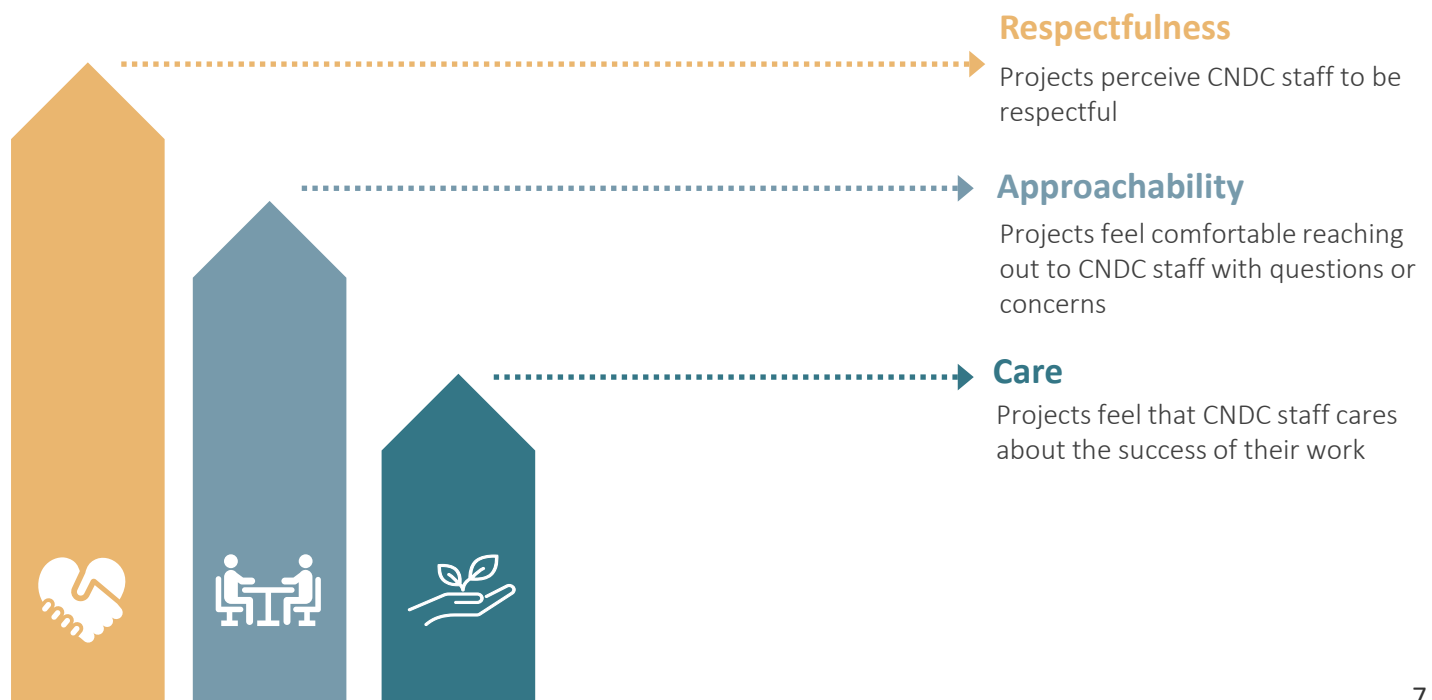 Respectfulness
Projects perceive CNDC staff to be
respectful
Approachability
Projects feel comfortable reaching
out to CNDC staff with questions or
concerns
Care
Projects feel that CNDC staff cares
about the success of their work
7